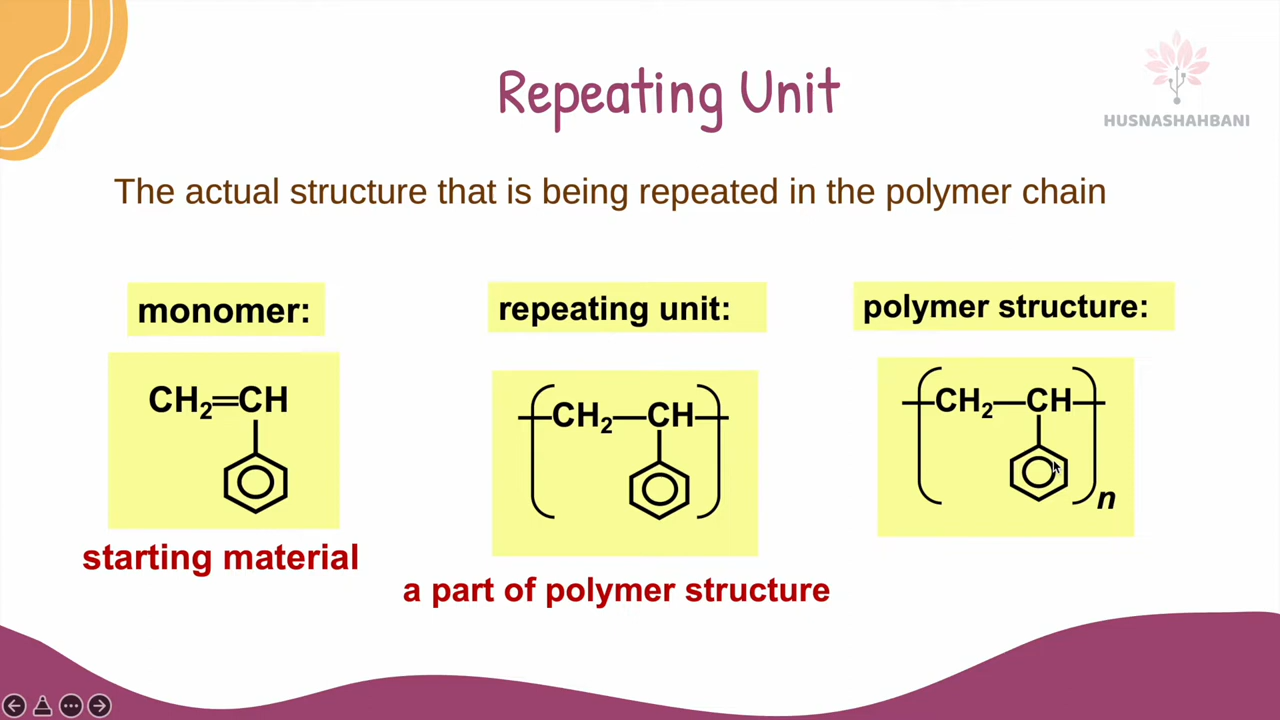 Repeating Unit
HUSNASHAHBANI
The actual structure that is being repeated in the polymer chain
monomer:
CH₂=CH
starting material
repeating unit:
CH₂—CH
a part of polymer structure
polymer structure:
CH₂—CH
n